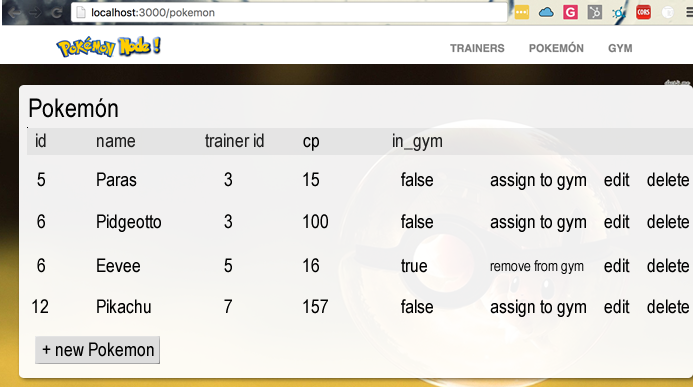 localhost:3000/pokemon
CORS
Pokémon Node!
TRAINERS POKEMÓN GYM
Pokemón
id name trainer id cp in_gym
5 Paras 3 15 false assign to gym edit delete
6 Pidgeotto 3 100 false assign to gym edit delete
6 Eevee 5 16 true remove from gym edit delete
12 Pikachu 7 157 false assign to gym edit delete
+ new Pokemon